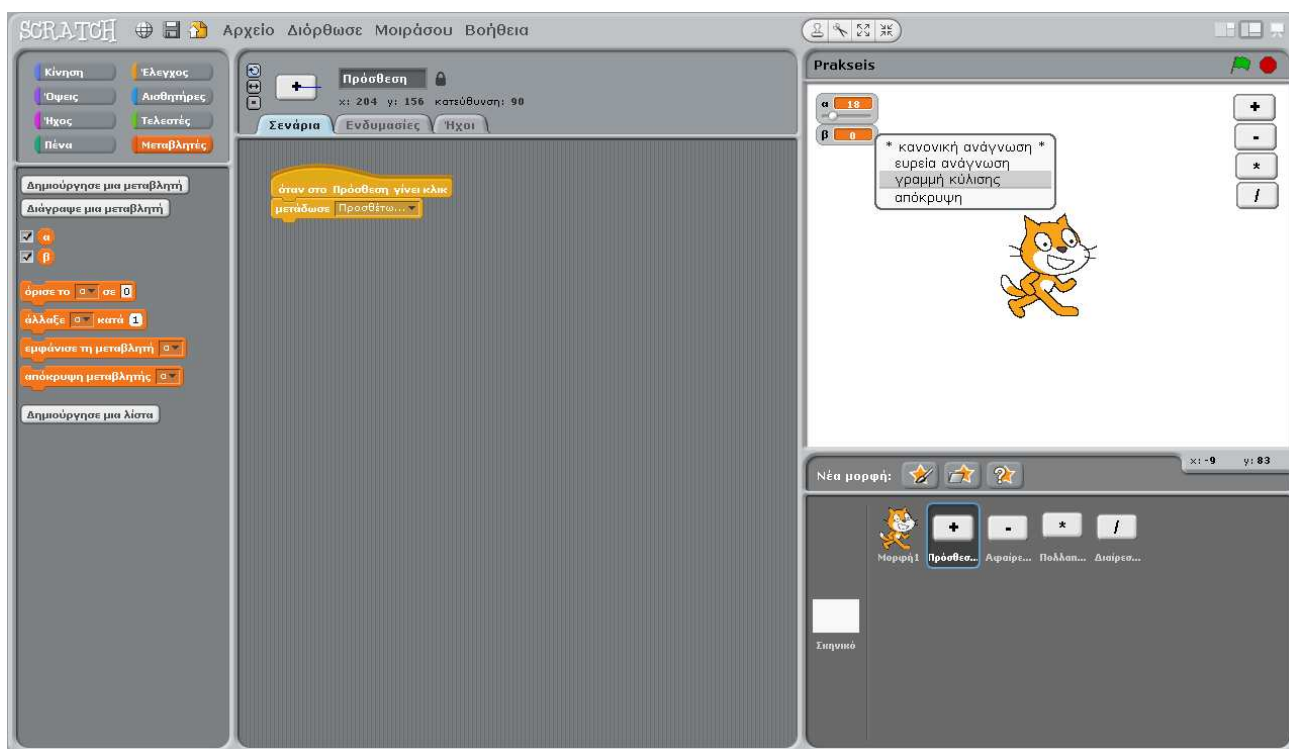 SCRATCH Αρχείο Διόρθωσε Μοιράσου Βοήθεια
Κίνηση Έλεγχος
Όψεις Αισθητήρες
Ήχος Τελεστές
Πένα Μεταβλητές
Δημιούργησε μια μεταβλητή
Διάγραψε μια μεταβλητή
α
β
όρισε το α σε 0
άλλαξε α κατά 1
εμφάνισε τη μεταβλητή α
απόκρυψη μεταβλητής α
Δημιούργησε μια λίστα
+ Πρόσθεση
x: 204 y: 156 κατεύθυνση: 90
Σενάρια Ενδυμασίες Ήχοι
όταν στο Πρόσθεση γίνει κλικ
μετάδωσε Προσθέτω...
Prakseis
α 18
β 0
* κανονική ανάγνωση *
ευρεία ανάγνωση
γραμμή κύλισης
απόκρυψη
+
-
*
/
x: -9 y: 83
Νέα μορφή:
+ - * /
Μορφή1 Πρόσθεσ... Αφαίρε... Πολλαπ... Διαίρεσ...
Σκηνικό